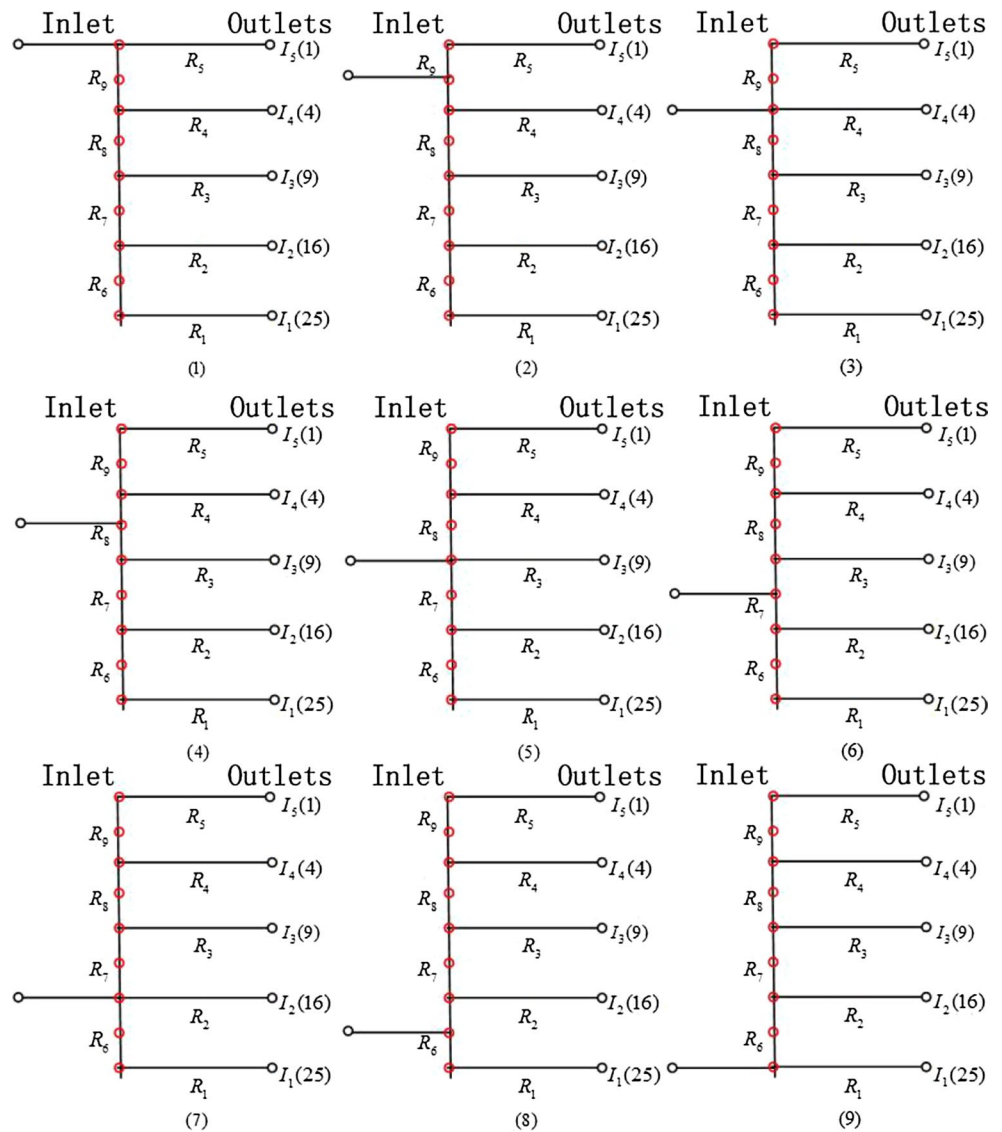 Inlet Outlets
I5(1)
R5
R9
I4(4)
R4
R8
I3(9)
R3
R7
I2(16)
R2
R6
I1(25)
R1
(1)
Inlet Outlets
I5(1)
R9 R5
I4(4)
R4
R8
I3(9)
R3
R7
I2(16)
R2
R6
I1(25)
R1
(2)
Inlet Outlets
I5(1)
R5
R9
I4(4)
R4
R8
I3(9)
R3
R7
I2(16)
R2
R6
I1(25)
R1
(3)
Inlet Outlets
I5(1)
R5
R9
I4(4)
R4
R8
I3(9)
R3
R7
I2(16)
R2
R6
I1(25)
R1
(4)
Inlet Outlets
I5(1)
R5
R9
I4(4)
R4
R8
I3(9)
R3
R7
I2(16)
R2
R6
I1(25)
R1
(5)
Inlet Outlets
I5(1)
R5
R9
I4(4)
R4
R8
I3(9)
R3
R7
I2(16)
R2
R6
I1(25)
R1
(6)
Inlet Outlets
I5(1)
R5
R9
I4(4)
R4
R8
I3(9)
R3
R7
I2(16)
R2
R6
I1(25)
R1
(7)
Inlet Outlets
I5(1)
R5
R9
I4(4)
R4
R8
I3(9)
R3
R7
I2(16)
R2
R6
I1(25)
R1
(8)
Inlet Outlets
I5(1)
R5
R9
I4(4)
R4
R8
I3(9)
R3
R7
I2(16)
R2
R6
I1(25)
R1
(9)